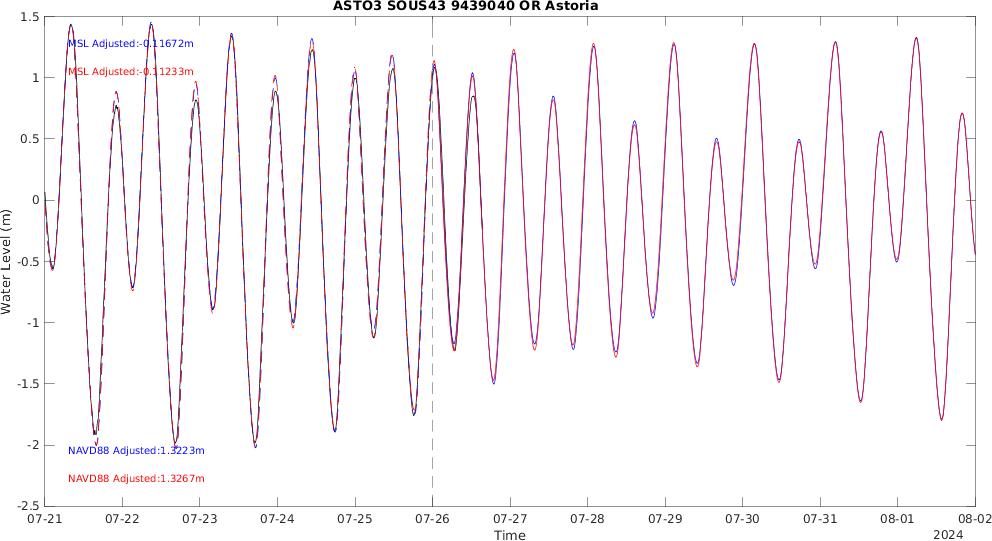 ASTO3 SOUS43 9439040 OR Astoria
1.5
MSL Adjusted:-0.11672m
1
MSL Adjusted:-0.11233m
0.5
0
Water Level (m)
-0.5
-1
-1.5
-2
NAVD88 Adjusted:1.3223m
NAVD88 Adjusted:1.3267m
-2.5
07-21 07-22 07-23 07-24 07-25 07-26 07-27 07-28 07-29 07-30 07-31 08-01 08-02
Time
2024